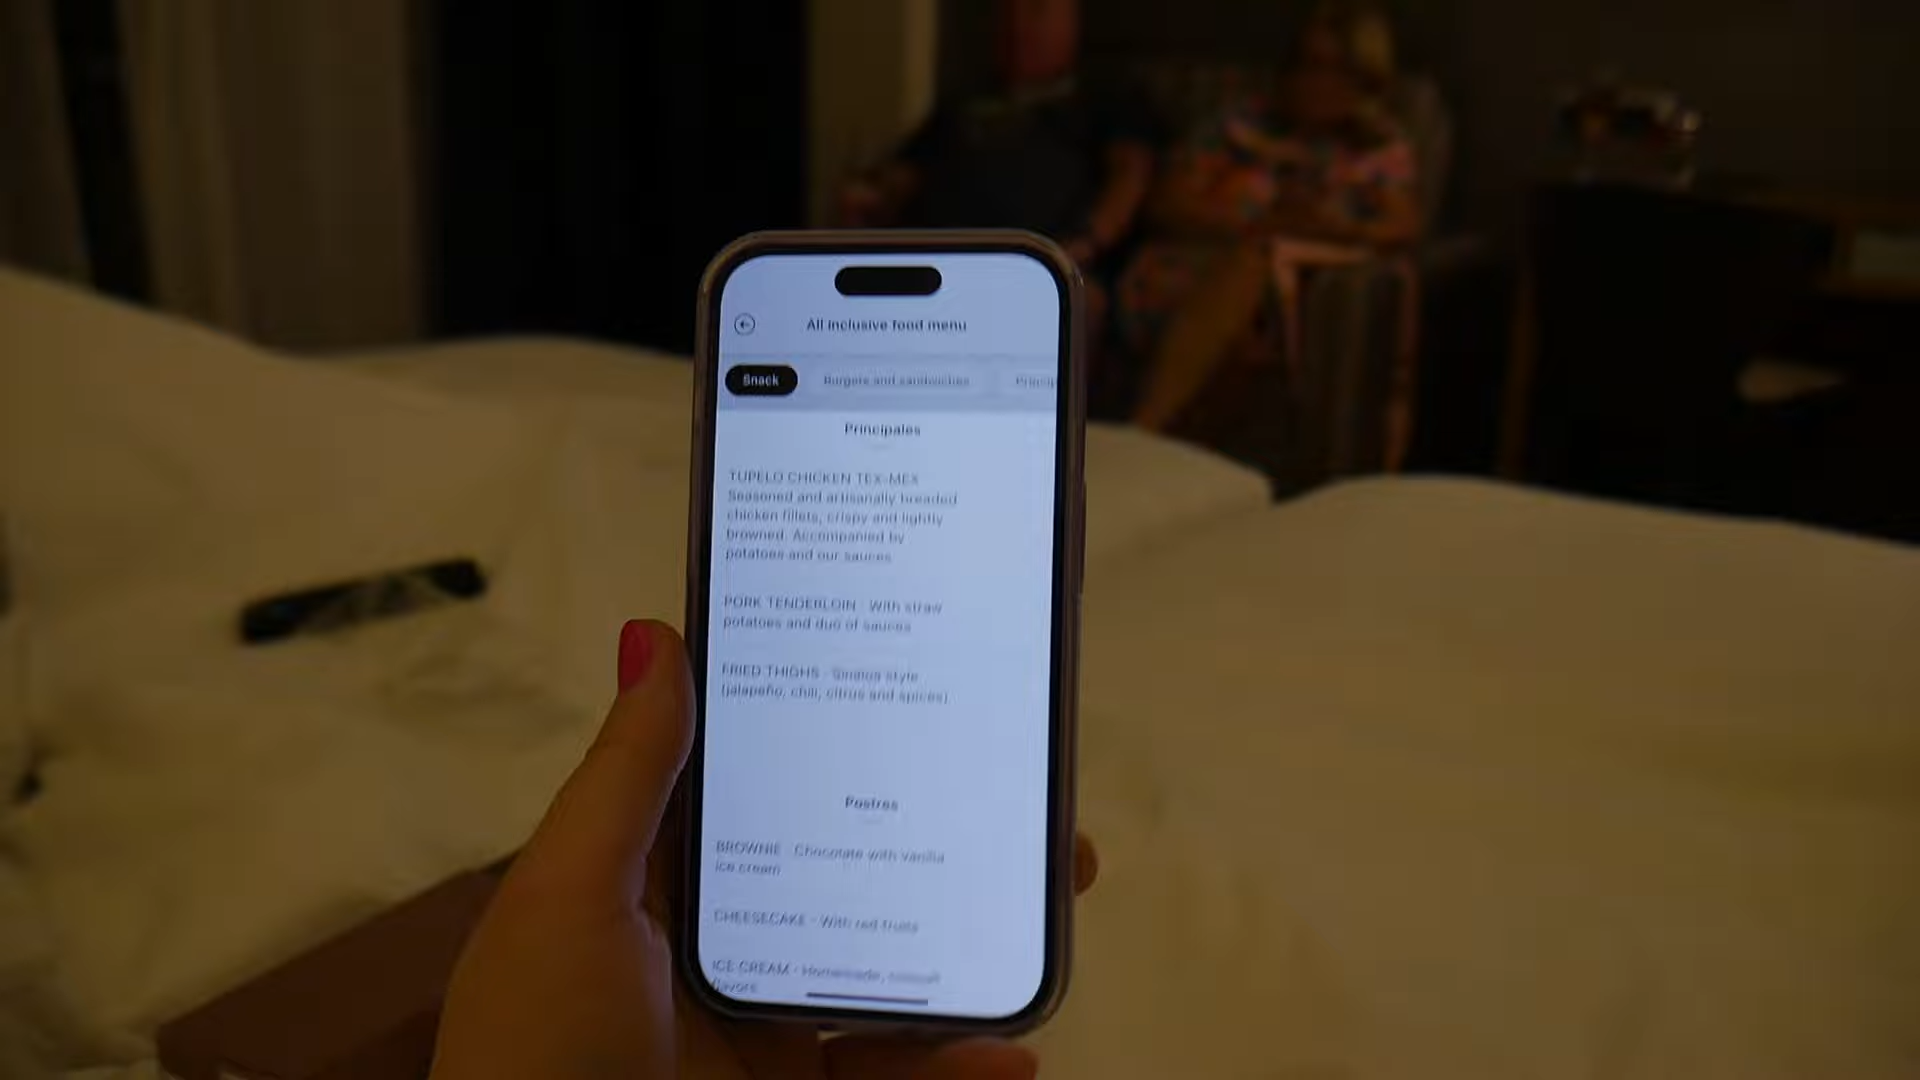 All inclusive food menu
Snack
Burgers and sandwiches
Princip
Principales
TUPELO CHICKEN TEX-MEX
Seasoned and artisanally breaded
chicken fillets, crispy and lightly
browned. Accompanied by
potatoes and our sauces
PORK TENDERLOIN - With straw
potatoes and duo of sauces
FRIED THIGHS - Sinaloa style
(jalapeño, chili, citrus and spices)
Postres
BROWNIE - Chocolate with vanilla
ice cream
CHEESECAKE - With red fruits
ICE CREAM - Homemade,
flavors